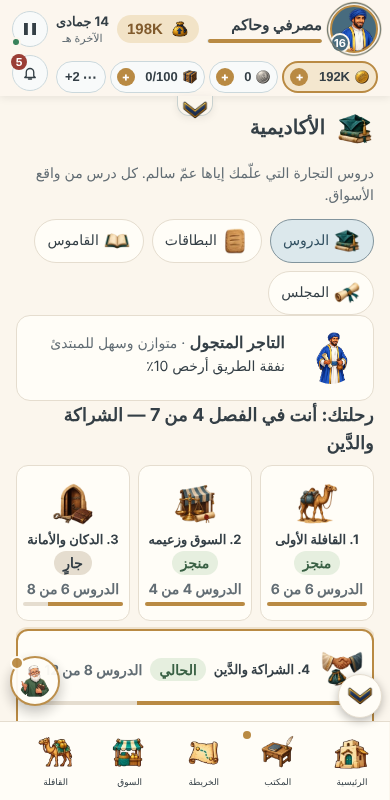 مصرفي وحاكم
16
198K
14 جمادى
الآخرة هـ
192K +
0 +
0/100 +
+2 ...
5
الأكاديمية
دروس التجارة التي علّمك إياها عمّ سالم. كل درس من واقع
الأسواق.
الدروس
البطاقات
القاموس
المجلس
التاجر المتجول · متوازن وسهل للمبتدئ
نفقة الطريق أرخص 10٪
رحلتك: أنت في الفصل 4 من 7 — الشراكة
والدَّين
1. القافلة الأولى
منجز
الدروس 6 من 6
2. السوق وزعيمه
منجز
الدروس 4 من 4
3. الدكان والأمانة
جارٍ
الدروس 6 من 8
4. الشراكة والدَّين
الحالي
الدروس 8 من
الرئيسية
المكتب
الخريطة
السوق
القافلة